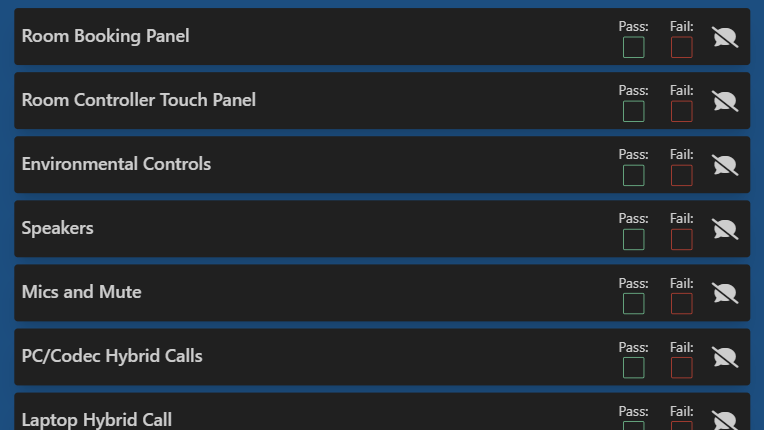 Room Booking Panel Pass: Fail:
Room Controller Touch Panel Pass: Fail:
Environmental Controls Pass: Fail:
Speakers Pass: Fail:
Mics and Mute Pass: Fail:
PC/Codec Hybrid Calls Pass: Fail:
Laptop Hybrid Call Pass: Fail: